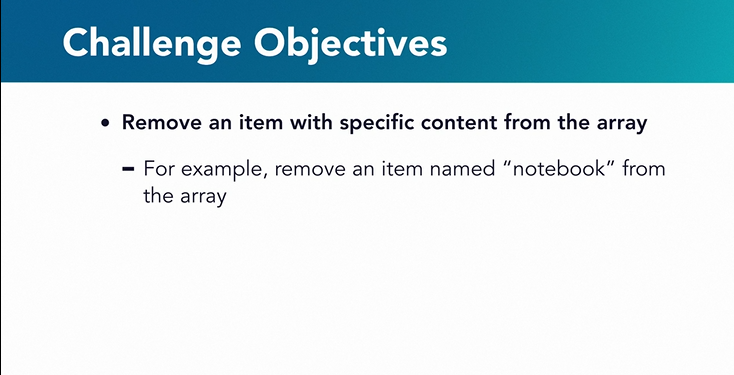 Challenge Objectives
• Remove an item with specific content from the array
– For example, remove an item named “notebook” from
the array